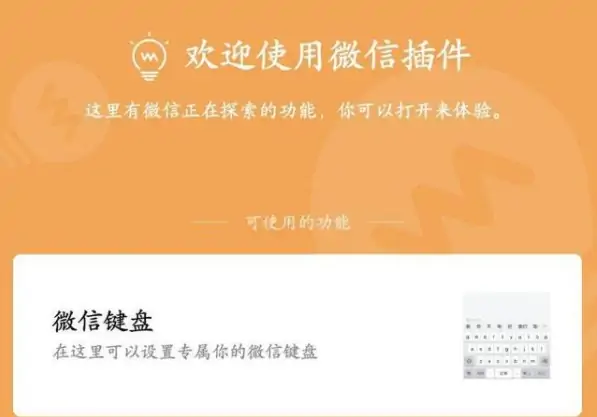 欢迎使用微信插件
这里有微信正在探索的功能，你可以打开来体验。
可使用的功能
微信键盘
在这里可以设置专属你的微信键盘